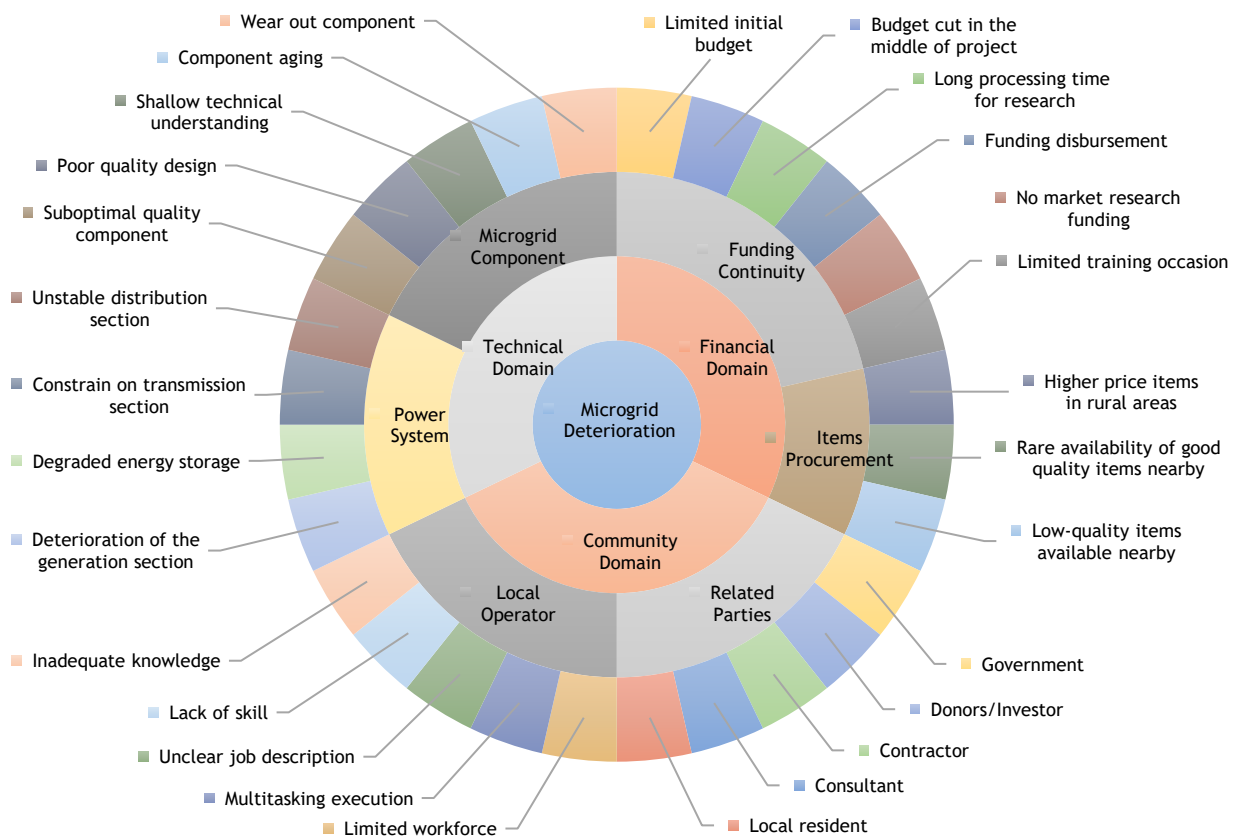 Wear out component
Limited initial
budget
Budget cut in the
middle of project
Component aging
Long processing time
for research
Shallow technical
understanding
Funding disbursement
Poor quality design
No market research
funding
Suboptimal quality
component
Microgrid
Component
Funding
Continuity
Limited training occasion
Unstable distribution
section
Technical
Domain
Financial
Domain
Constrain on transmission
section
Higher price items
in rural areas
Power
System
Microgrid
Deterioration
Items
Procurement
Degraded energy storage
Rare availability of good
quality items nearby
Deterioration of the
generation section
Community
Domain
Low-quality items
available nearby
Local
Operator
Related
Parties
Inadequate knowledge
Government
Lack of skill
Donors/Investor
Unclear job description
Contractor
Multitasking execution
Consultant
Limited workforce
Local resident